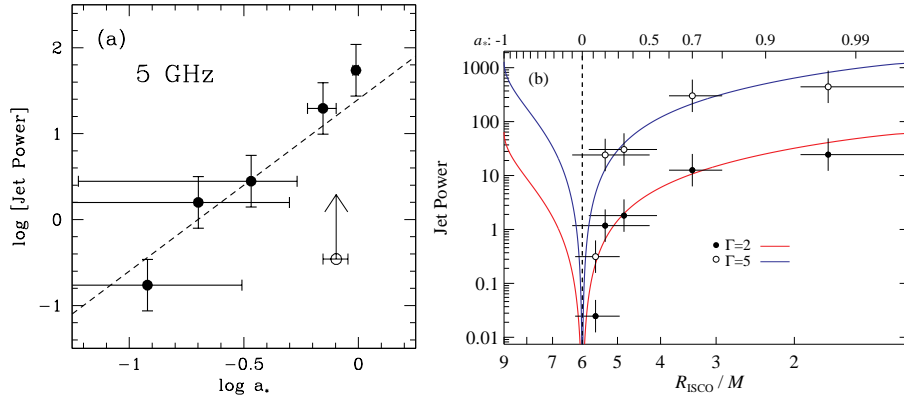 (a)
5 GHz
log [Jet Power]
2
1
0
−1
−1
−0.5
0
log a*
a*: -1
0
0.5
0.7
0.9
0.99
(b)
Jet Power
1000
100
10
1
0.1
0.01
Γ=2
Γ=5
9
7
6
5
4
3
2
R_ISCO / M